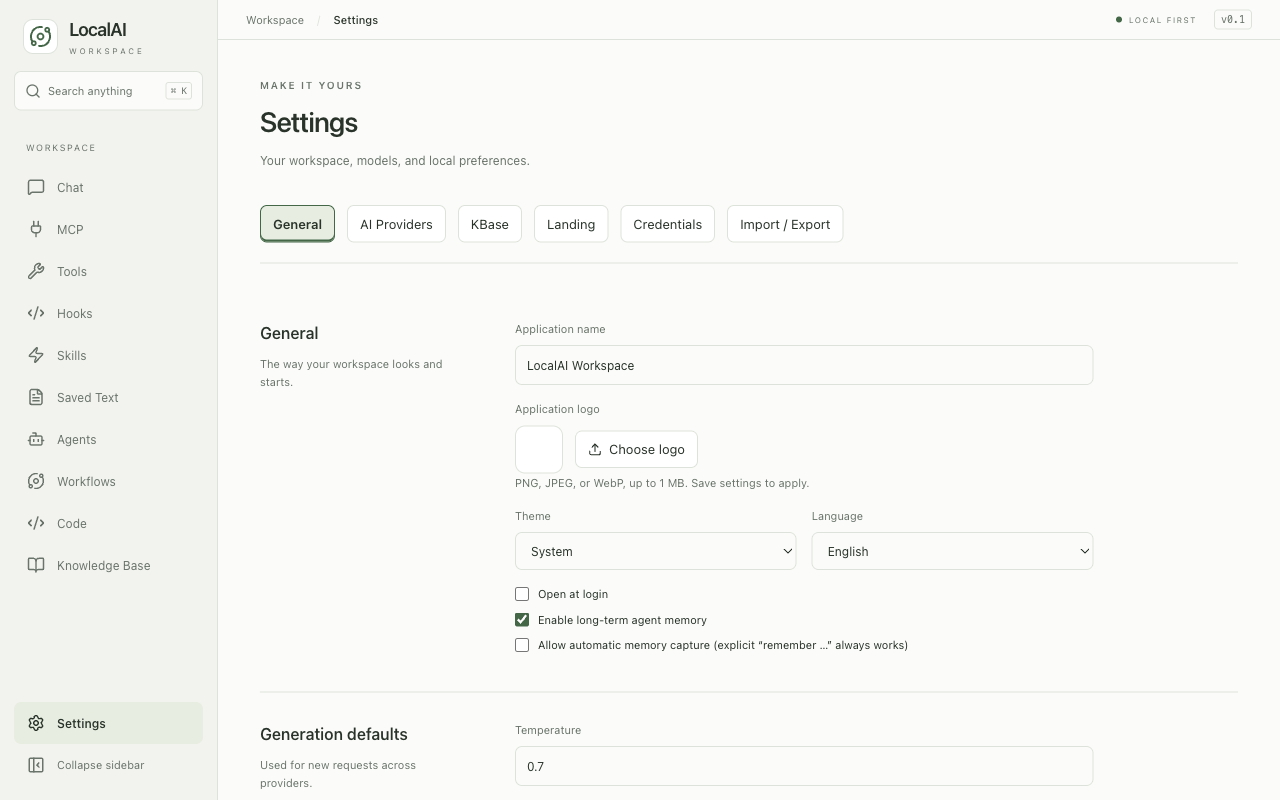 LocalAI
WORKSPACE
Search anything
⌘ K
WORKSPACE
Chat
MCP
Tools
Hooks
Skills
Saved Text
Agents
Workflows
Code
Knowledge Base
Settings
Collapse sidebar
Workspace / Settings
LOCAL FIRST
v0.1
MAKE IT YOURS
Settings
Your workspace, models, and local preferences.
General
AI Providers
KBase
Landing
Credentials
Import / Export
General
The way your workspace looks and
starts.
Application name
LocalAI Workspace
Application logo
Choose logo
PNG, JPEG, or WebP, up to 1 MB. Save settings to apply.
Theme
Language
System
English
Open at login
Enable long-term agent memory
Allow automatic memory capture (explicit “remember …” always works)
Generation defaults
Used for new requests across
providers.
Temperature
0.7